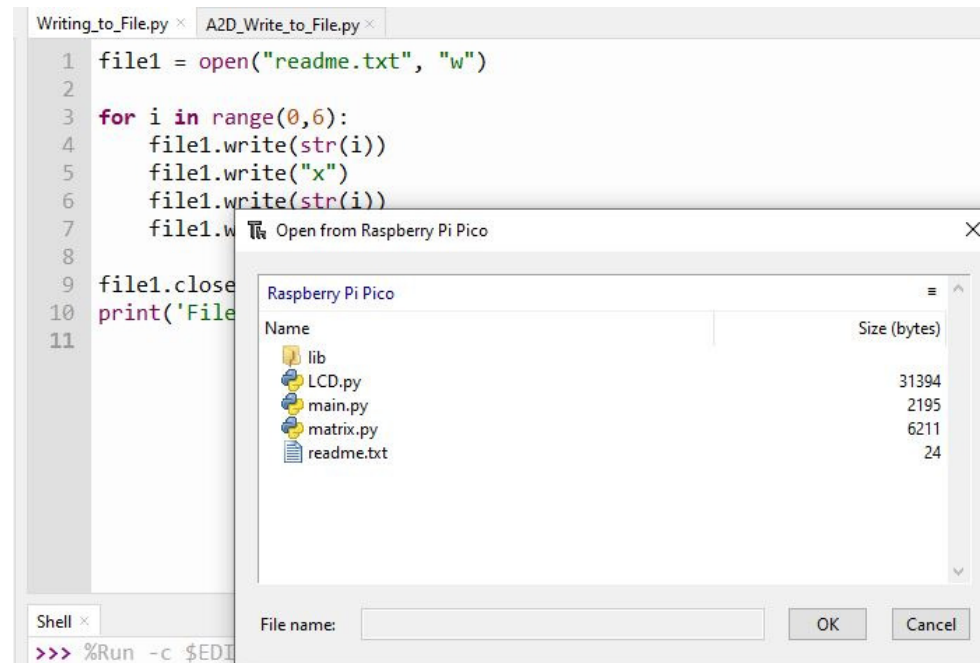 Writing_to_File.py × A2D_Write_to_File.py ×
1 file1 = open("readme.txt", "w")
2
3 for i in range(0,6):
4 file1.write(str(i))
5 file1.write("x")
6 file1.write(str(i))
7 file1.w
8
9 file1.close
10 print('File
11
Open from Raspberry Pi Pico
Raspberry Pi Pico
Name Size (bytes)
lib
LCD.py 31394
main.py 2195
matrix.py 6211
readme.txt 24
File name: OK Cancel
Shell ×
>>> %Run -c $EDI